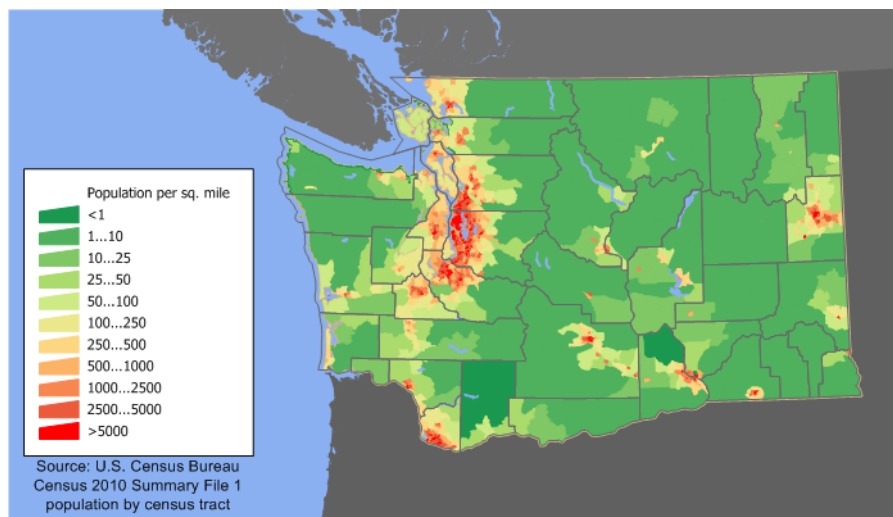 Population per sq. mile
<1
1...10
10...25
25...50
50...100
100...250
250...500
500...1000
1000...2500
2500...5000
>5000
Source: U.S. Census Bureau
Census 2010 Summary File 1
population by census tract